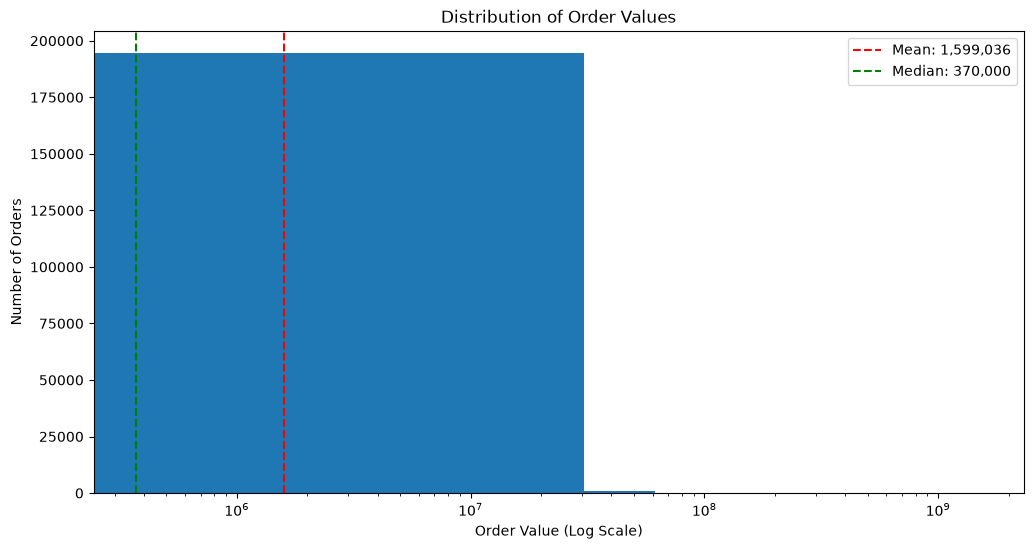 Distribution of Order Values
200000
175000
150000
125000
100000
75000
50000
25000
0
Number of Orders
Mean: 1,599,036
Median: 370,000
10⁶
10⁷
10⁸
10⁹
Order Value (Log Scale)